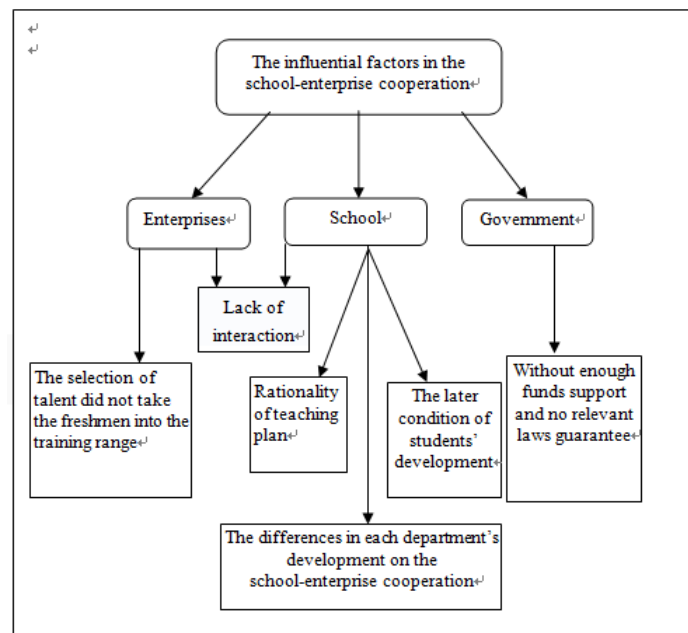 The influential factors in the
school-enterprise cooperation
Enterprises
School
Government
Lack of
interaction
The selection of
talent did not take
the freshmen into the
training range
Rationality
of teaching
plan
The later
condition of
students’
development
Without enough
funds support
and no relevant
laws guarantee
The differences in each department’s
development on the
school-enterprise cooperation